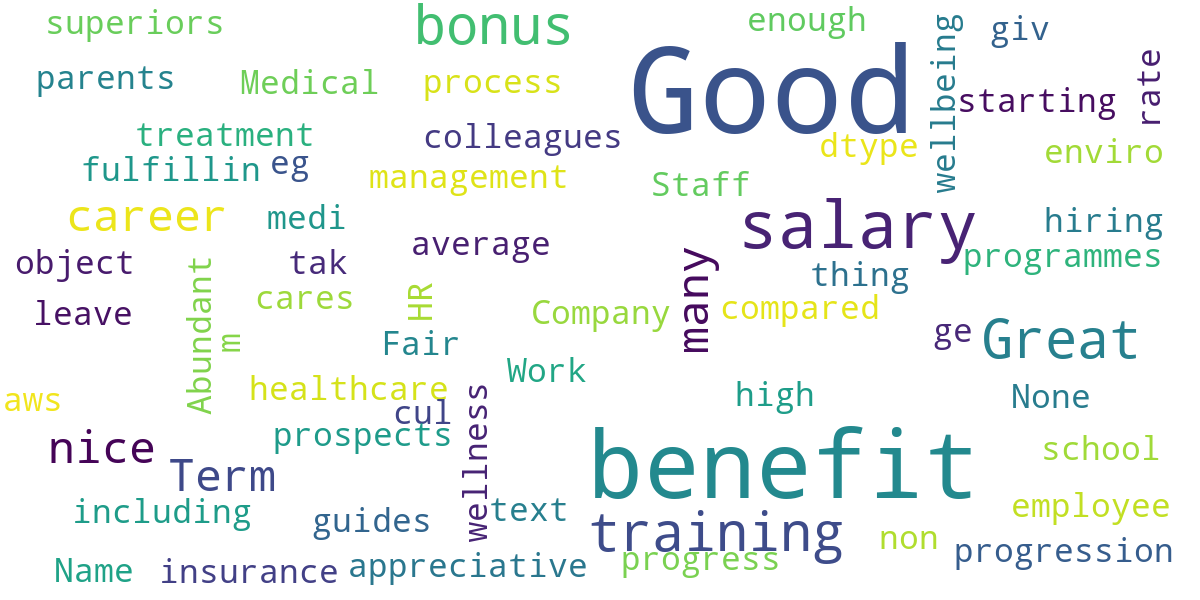 superiors
bonus
enough
giv
wellbeing
parents
Medical
process
Good
starting
rate
treatment
colleagues
dtype
enviro
fulfillin
eg
management
Staff
career
medi
average
salary
hiring
object
tak
many
thing
programmes
leave
Abundant
m
cares
HR
Company
compared
Fair
ge
Great
aws
healthcare
Work
high
None
cul
nice
prospects
wellness
benefit
school
Term
including
guides
text
training
employee
Name
insurance
appreciative
progress
non
progression